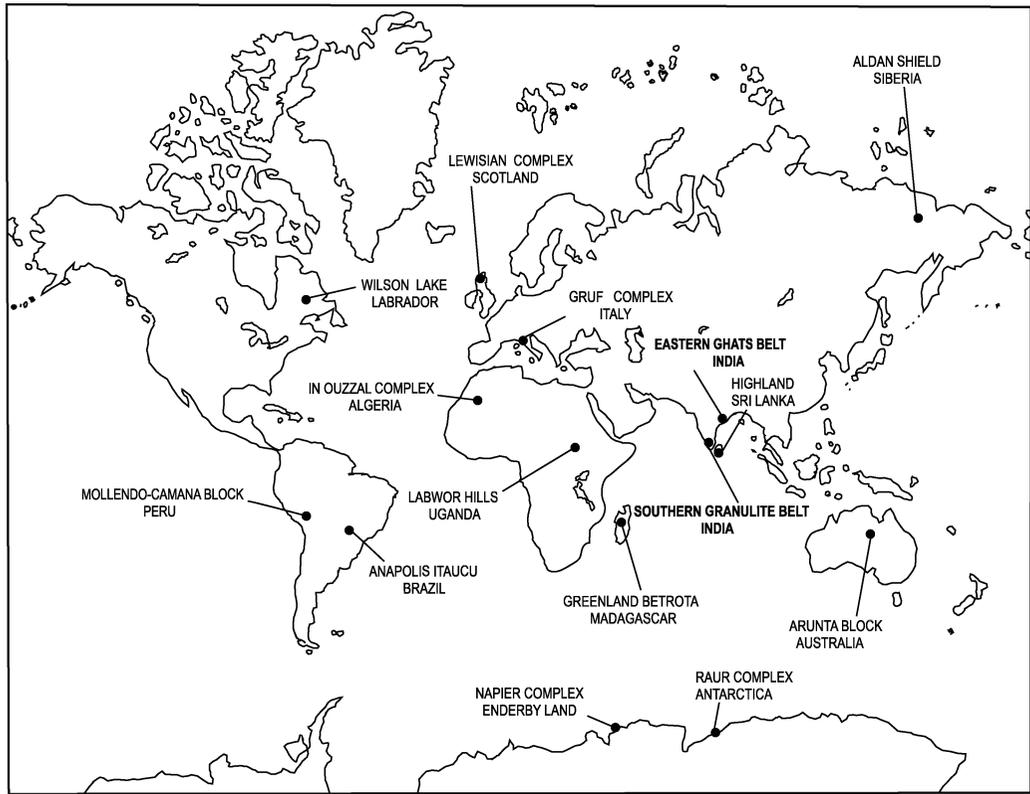 ALDAN SHIELD
SIBERIA
LEWISIAN COMPLEX
SCOTLAND
WILSON LAKE
LABRADOR
GRUF COMPLEX
ITALY
EASTERN GHATS BELT
INDIA
HIGHLAND
SRI LANKA
IN OUZZAL COMPLEX
ALGERIA
MOLLENDO-CAMANA BLOCK
PERU
LABWOR HILLS
UGANDA
SOUTHERN GRANULITE BELT
INDIA
ANAPOLIS ITAUCU
BRAZIL
GREENLAND BETROTA
MADAGASCAR
ARUNTA BLOCK
AUSTRALIA
NAPIER COMPLEX
ENDERBY LAND
RAUR COMPLEX
ANTARCTICA